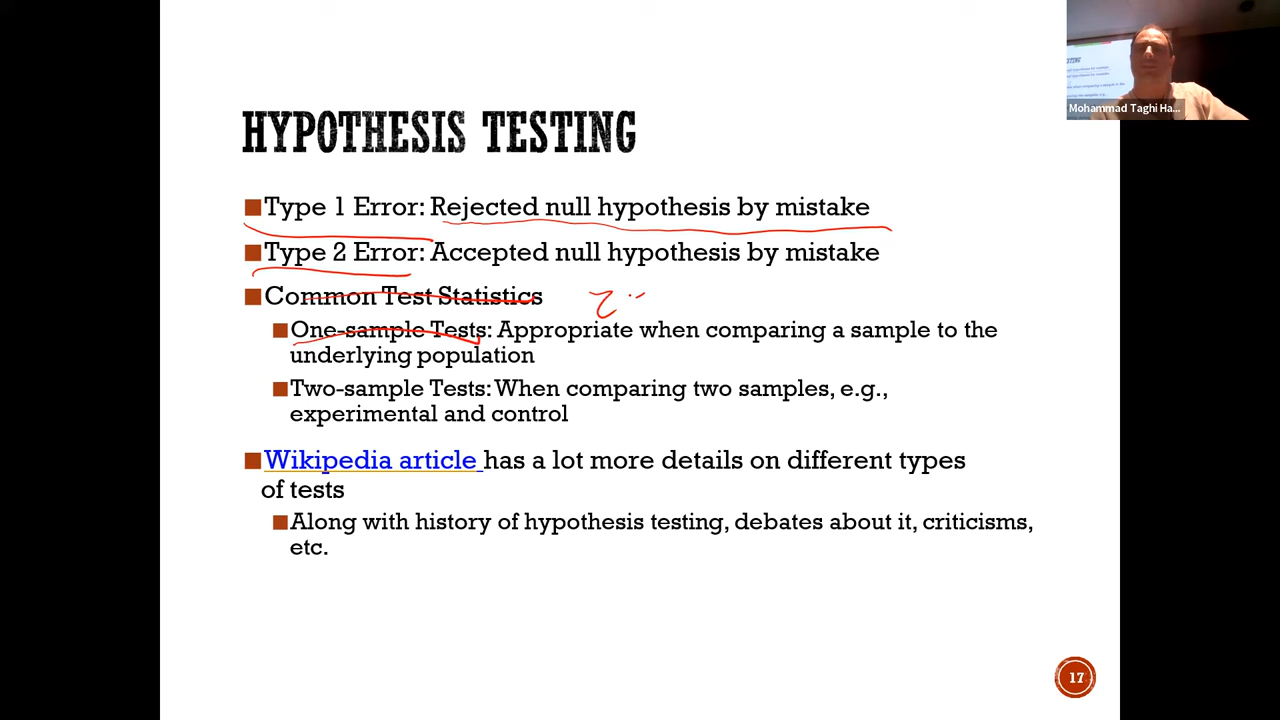 HYPOTHESIS TESTING
Type 1 Error: Rejected null hypothesis by mistake
Type 2 Error: Accepted null hypothesis by mistake
Common Test Statistics
One-sample Tests: Appropriate when comparing a sample to the
underlying population
Two-sample Tests: When comparing two samples, e.g.,
experimental and control
Wikipedia article has a lot more details on different types
of tests
Along with history of hypothesis testing, debates about it, criticisms,
etc.
17
Mohammad Taghi Ha...